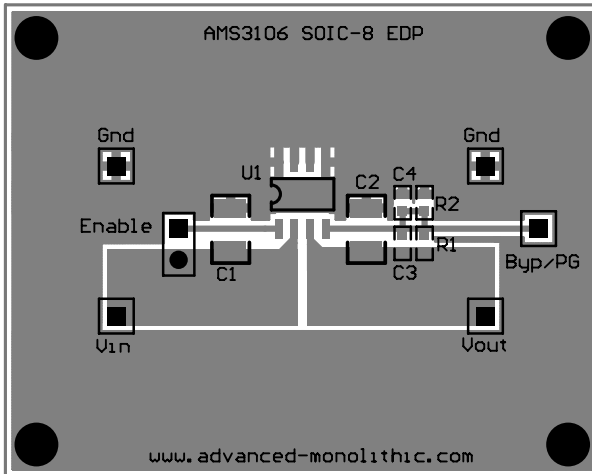 AMS3106 SOIC-8 EDP
Gnd
Gnd
U1
C2
C4
R2
Enable
C1
C3
R1
Byp/PG
Vin
Vout
www.advanced-monolithic.com